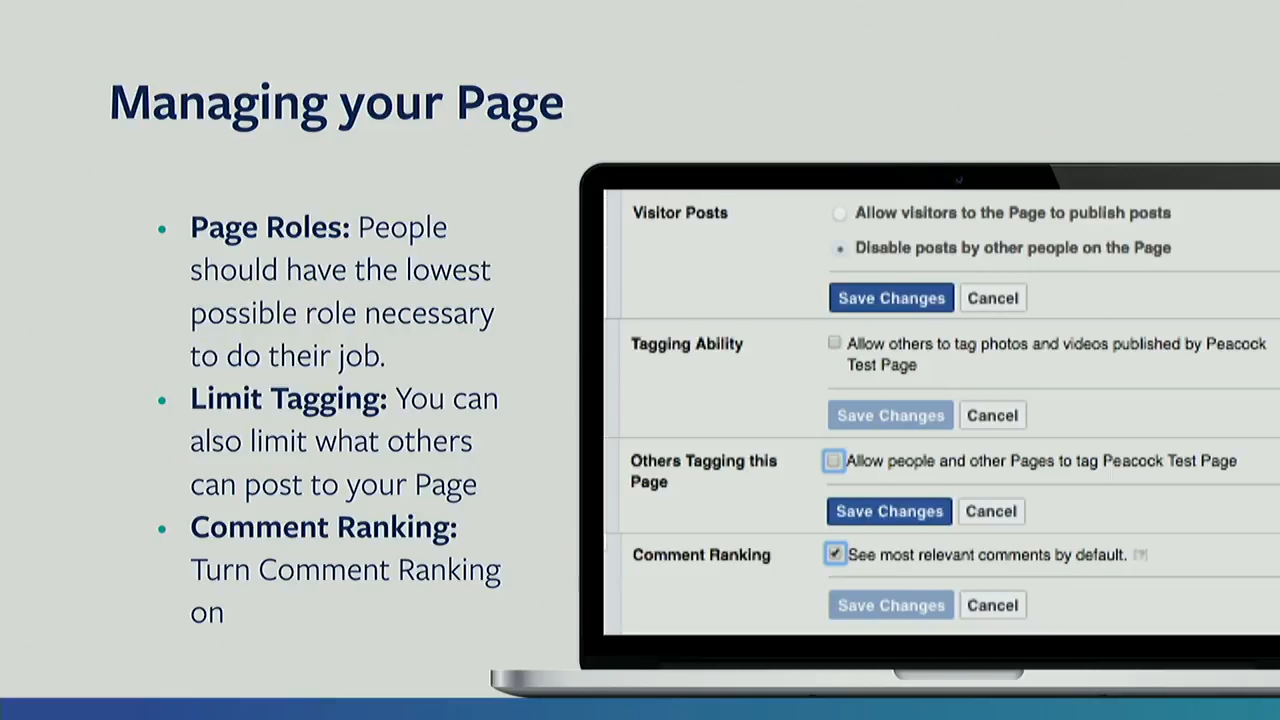 Managing your Page
• Page Roles: People
should have the lowest
possible role necessary
to do their job.
• Limit Tagging: You can
also limit what others
can post to your Page
• Comment Ranking:
Turn Comment Ranking
on
Visitor Posts
Allow visitors to the Page to publish posts
Disable posts by other people on the Page
Save Changes Cancel
Tagging Ability
Allow others to tag photos and videos published by Peacock
Test Page
Save Changes Cancel
Others Tagging this
Page
Allow people and other Pages to tag Peacock Test Page
Save Changes Cancel
Comment Ranking
See most relevant comments by default. [?]
Save Changes Cancel